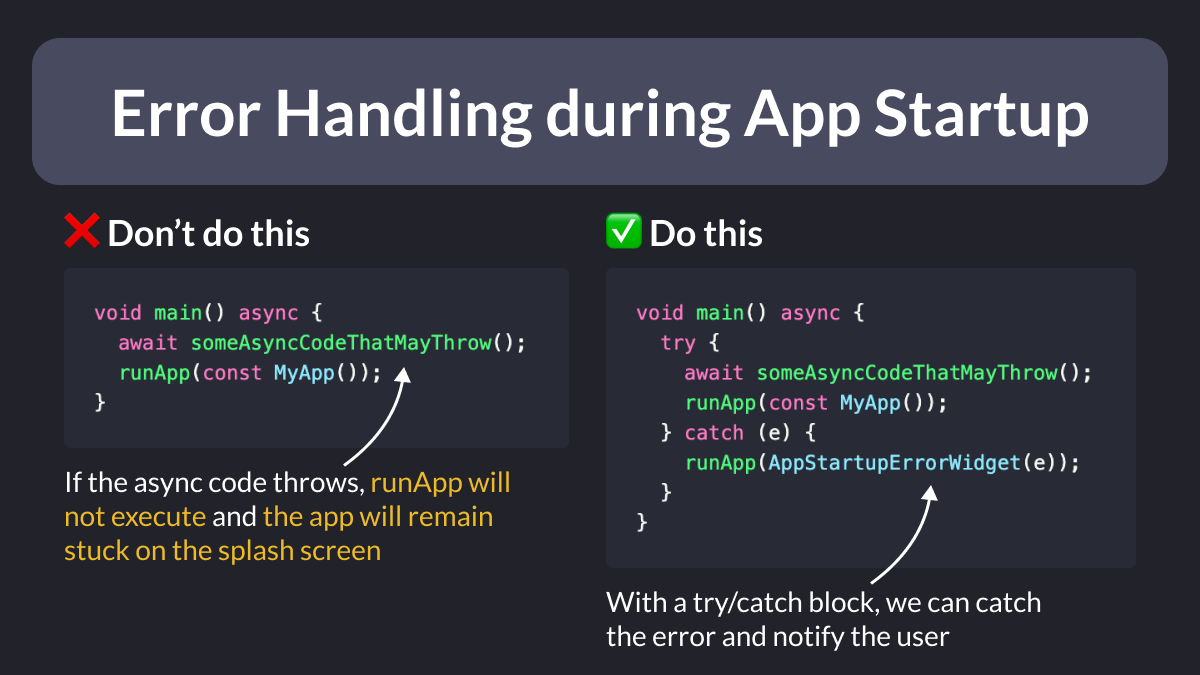 Error Handling during App Startup
❌ Don’t do this
void main() async {
  await someAsyncCodeThatMayThrow();
  runApp(const MyApp());
}
If the async code throws, runApp will
not execute and the app will remain
stuck on the splash screen
✅ Do this
void main() async {
  try {
    await someAsyncCodeThatMayThrow();
    runApp(const MyApp());
  } catch (e) {
    runApp(AppStartupErrorWidget(e));
  }
}
With a try/catch block, we can catch
the error and notify the user